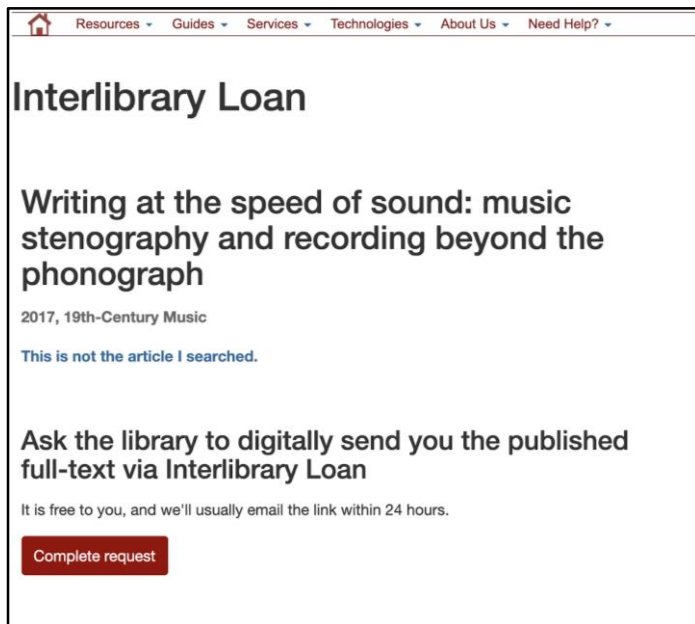 Resources Guides Services Technologies About Us Need Help?
Interlibrary Loan
Writing at the speed of sound: music
stenography and recording beyond the
phonograph
2017, 19th-Century Music
This is not the article I searched.
Ask the library to digitally send you the published
full-text via Interlibrary Loan
It is free to you, and we'll usually email the link within 24 hours.
Complete request